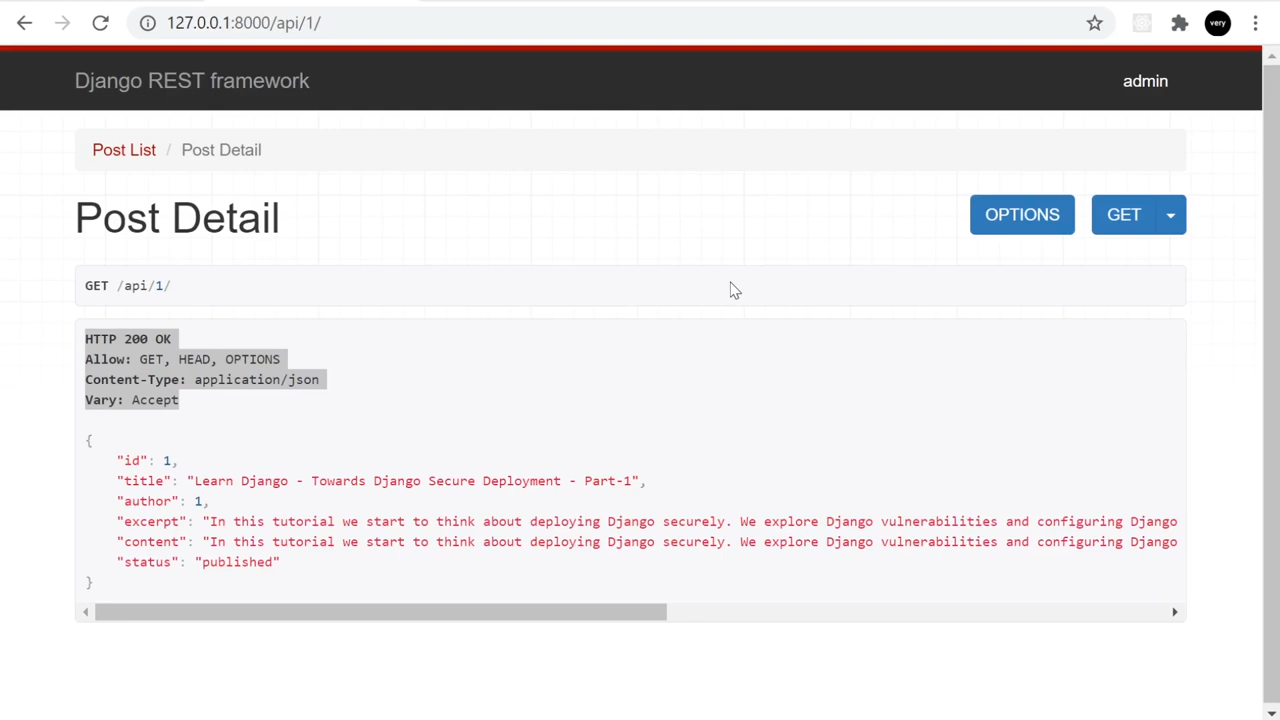 127.0.0.1:8000/api/1/
very
Django REST framework
admin
Post List / Post Detail
Post Detail
OPTIONS
GET
GET /api/1/
HTTP 200 OK
Allow: GET, HEAD, OPTIONS
Content-Type: application/json
Vary: Accept
{
"id": 1,
"title": "Learn Django - Towards Django Secure Deployment - Part-1",
"author": 1,
"excerpt": "In this tutorial we start to think about deploying Django securely. We explore Django vulnerabilities and configuring Django
"content": "In this tutorial we start to think about deploying Django securely. We explore Django vulnerabilities and configuring Django
"status": "published"
}